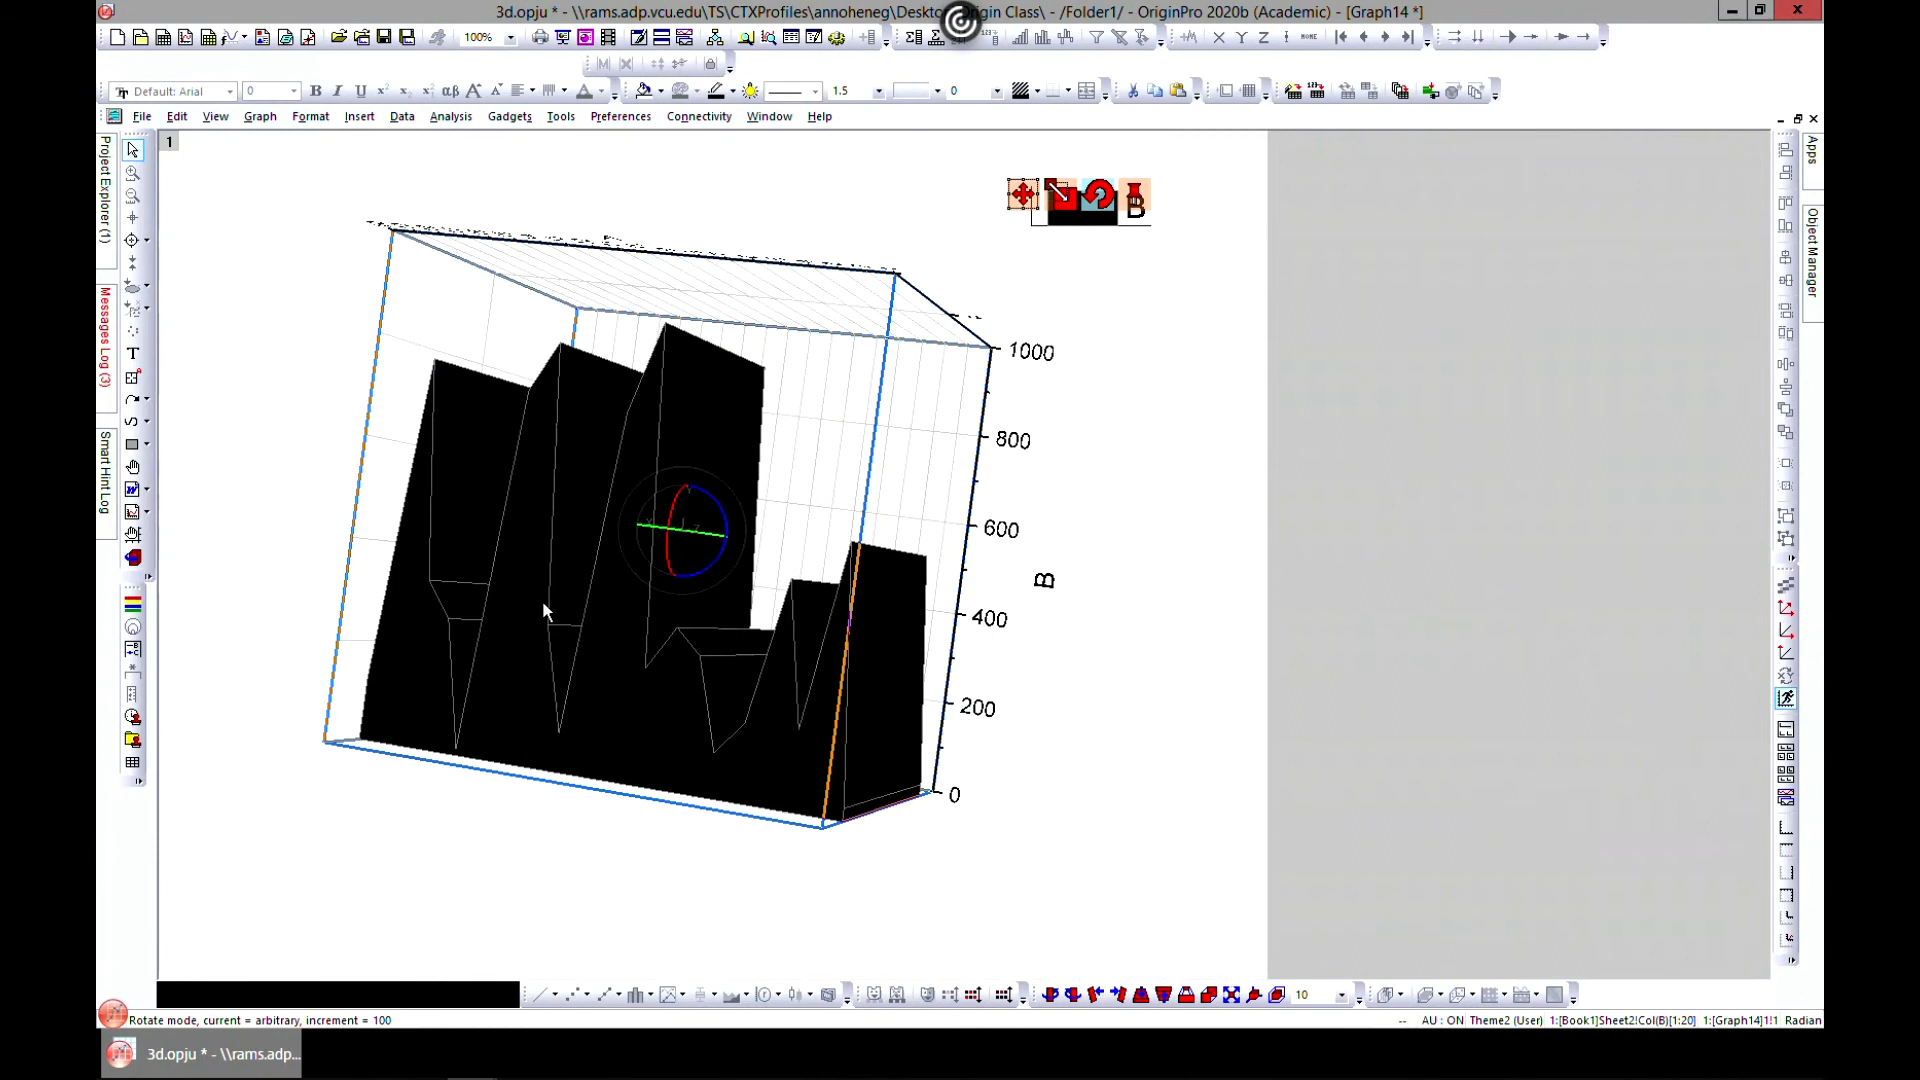 3d.opju * - \\rams.adp.vcu.edu\TS\CTXProfiles\annoheneg\Deskto gin Class\ - /Folder1/ - OriginPro 2020b (Academic) - [Graph14 *]
100%
X Y Z HOME
Default: Arial 0 B I U αβ A A 1.5 0
File Edit View Graph Format Insert Data Analysis Gadgets Tools Preferences Connectivity Window Help
Project Explorer (1)
Messages Log (3)
Smart Hint Log
Apps
Object Manager
1
B
1000
800
600
400
200
0
B
10
Rotate mode, current = arbitrary, increment = 100
-- AU : ON Theme2 (User) 1:[Book1]Sheet2!Col(B)[1:20] 1:[Graph14]1!1 Radian
3d.opju * - \\rams.adp...